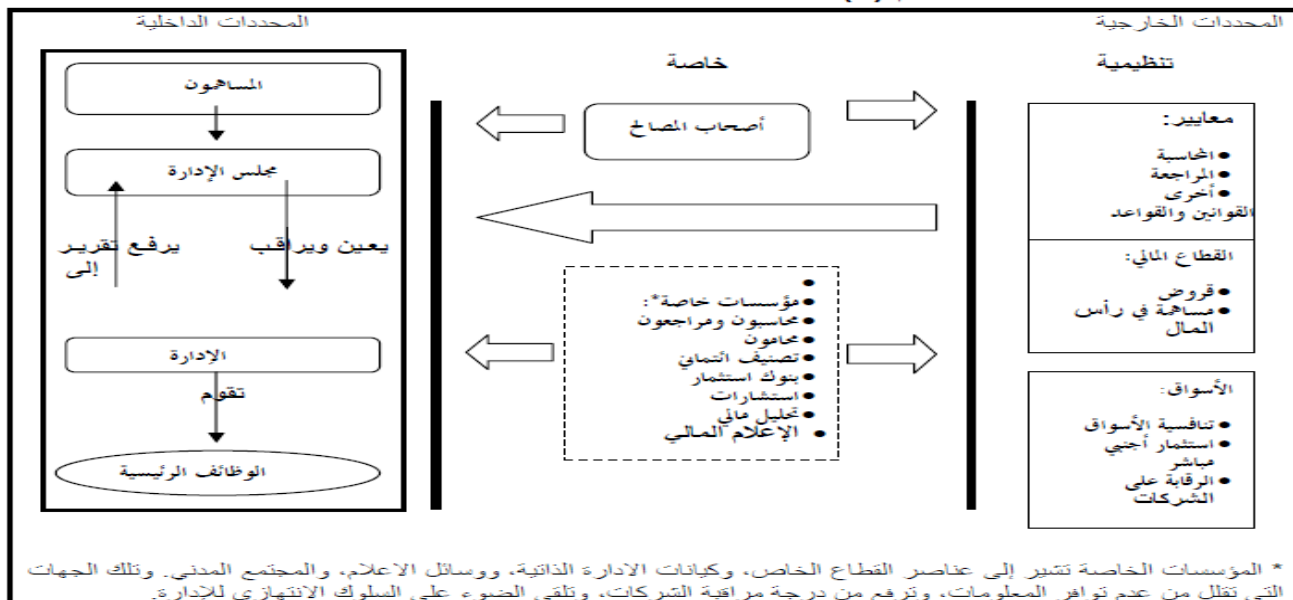 المحددات الخارجية
المحددات الداخلية
تنظيمية
خاصة
معايير:
• المحاسبة
• المراجعة
• أخرى
القوانين والقواعد
القطاع المالي:
• قروض
• مساهمة في رأس
المال
الأسواق:
• تنافسية الأسواق
• استثمار أجنبي
مباشر
• الرقابة على
الشركات
أصحاب المصالح
•
• مؤسسات خاصة*:
• محاسبون ومراجعون
• محامون
• تصنيف ائتماني
• بنوك استثمار
• استشارات
• تحليل مالي
• الإعلام المالي
المساهمون
مجلس الإدارة
يعين ويراقب
يرفع تقرير
إلى
الإدارة
تقوم
الوظائف الرئيسية
* المؤسسات الخاصة تشير إلى عناصر القطاع الخاص، وكيانات الادارة الذاتية، ووسائل الاعلام، والمجتمع المدني. وتلك الجهات
التي تقلل من عدم توافر المعلومات، وترفع من درجة مراقبة الشركات، وتلقي الضوء على السلوك الانتهازي للإدارة.